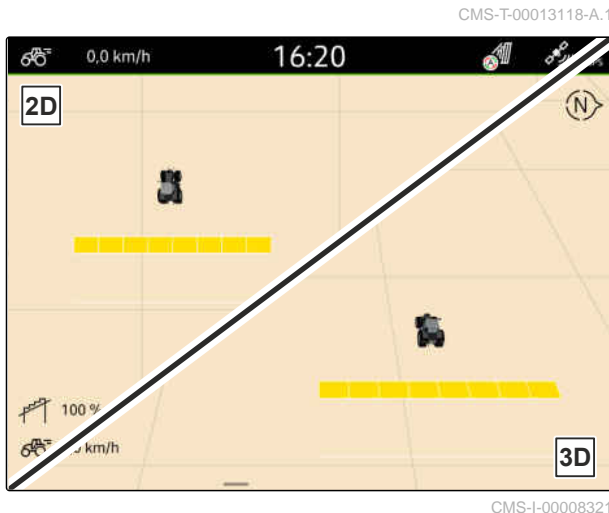 CMS-T-00013118-A.1
0,0 km/h
16:20
2D
N
100 %
km/h
3D
CMS-I-00008321